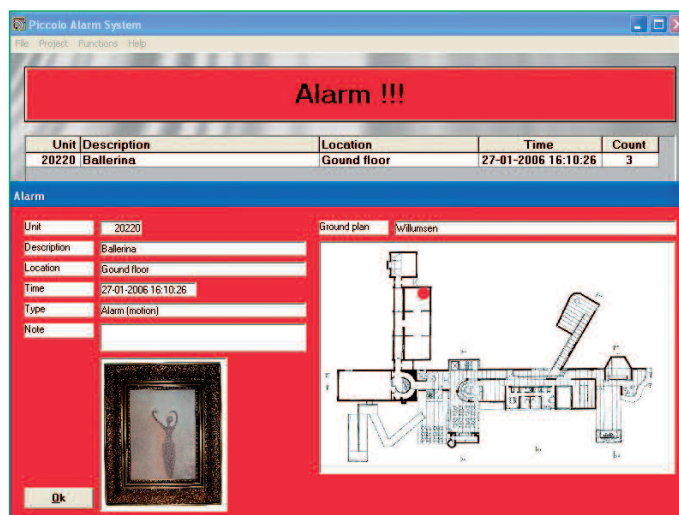 Piccolo Alarm System
File Project Functions Help
Alarm !!!
Unit Description Location Time Count
20220 Ballerina Gound floor 27-01-2006 16:10:26 3
Alarm
Unit 20220 Ground plan Willumsen
Description Ballerina
Location Gound floor
Time 27-01-2006 16:10:26
Type Alarm (motion)
Note
Ok